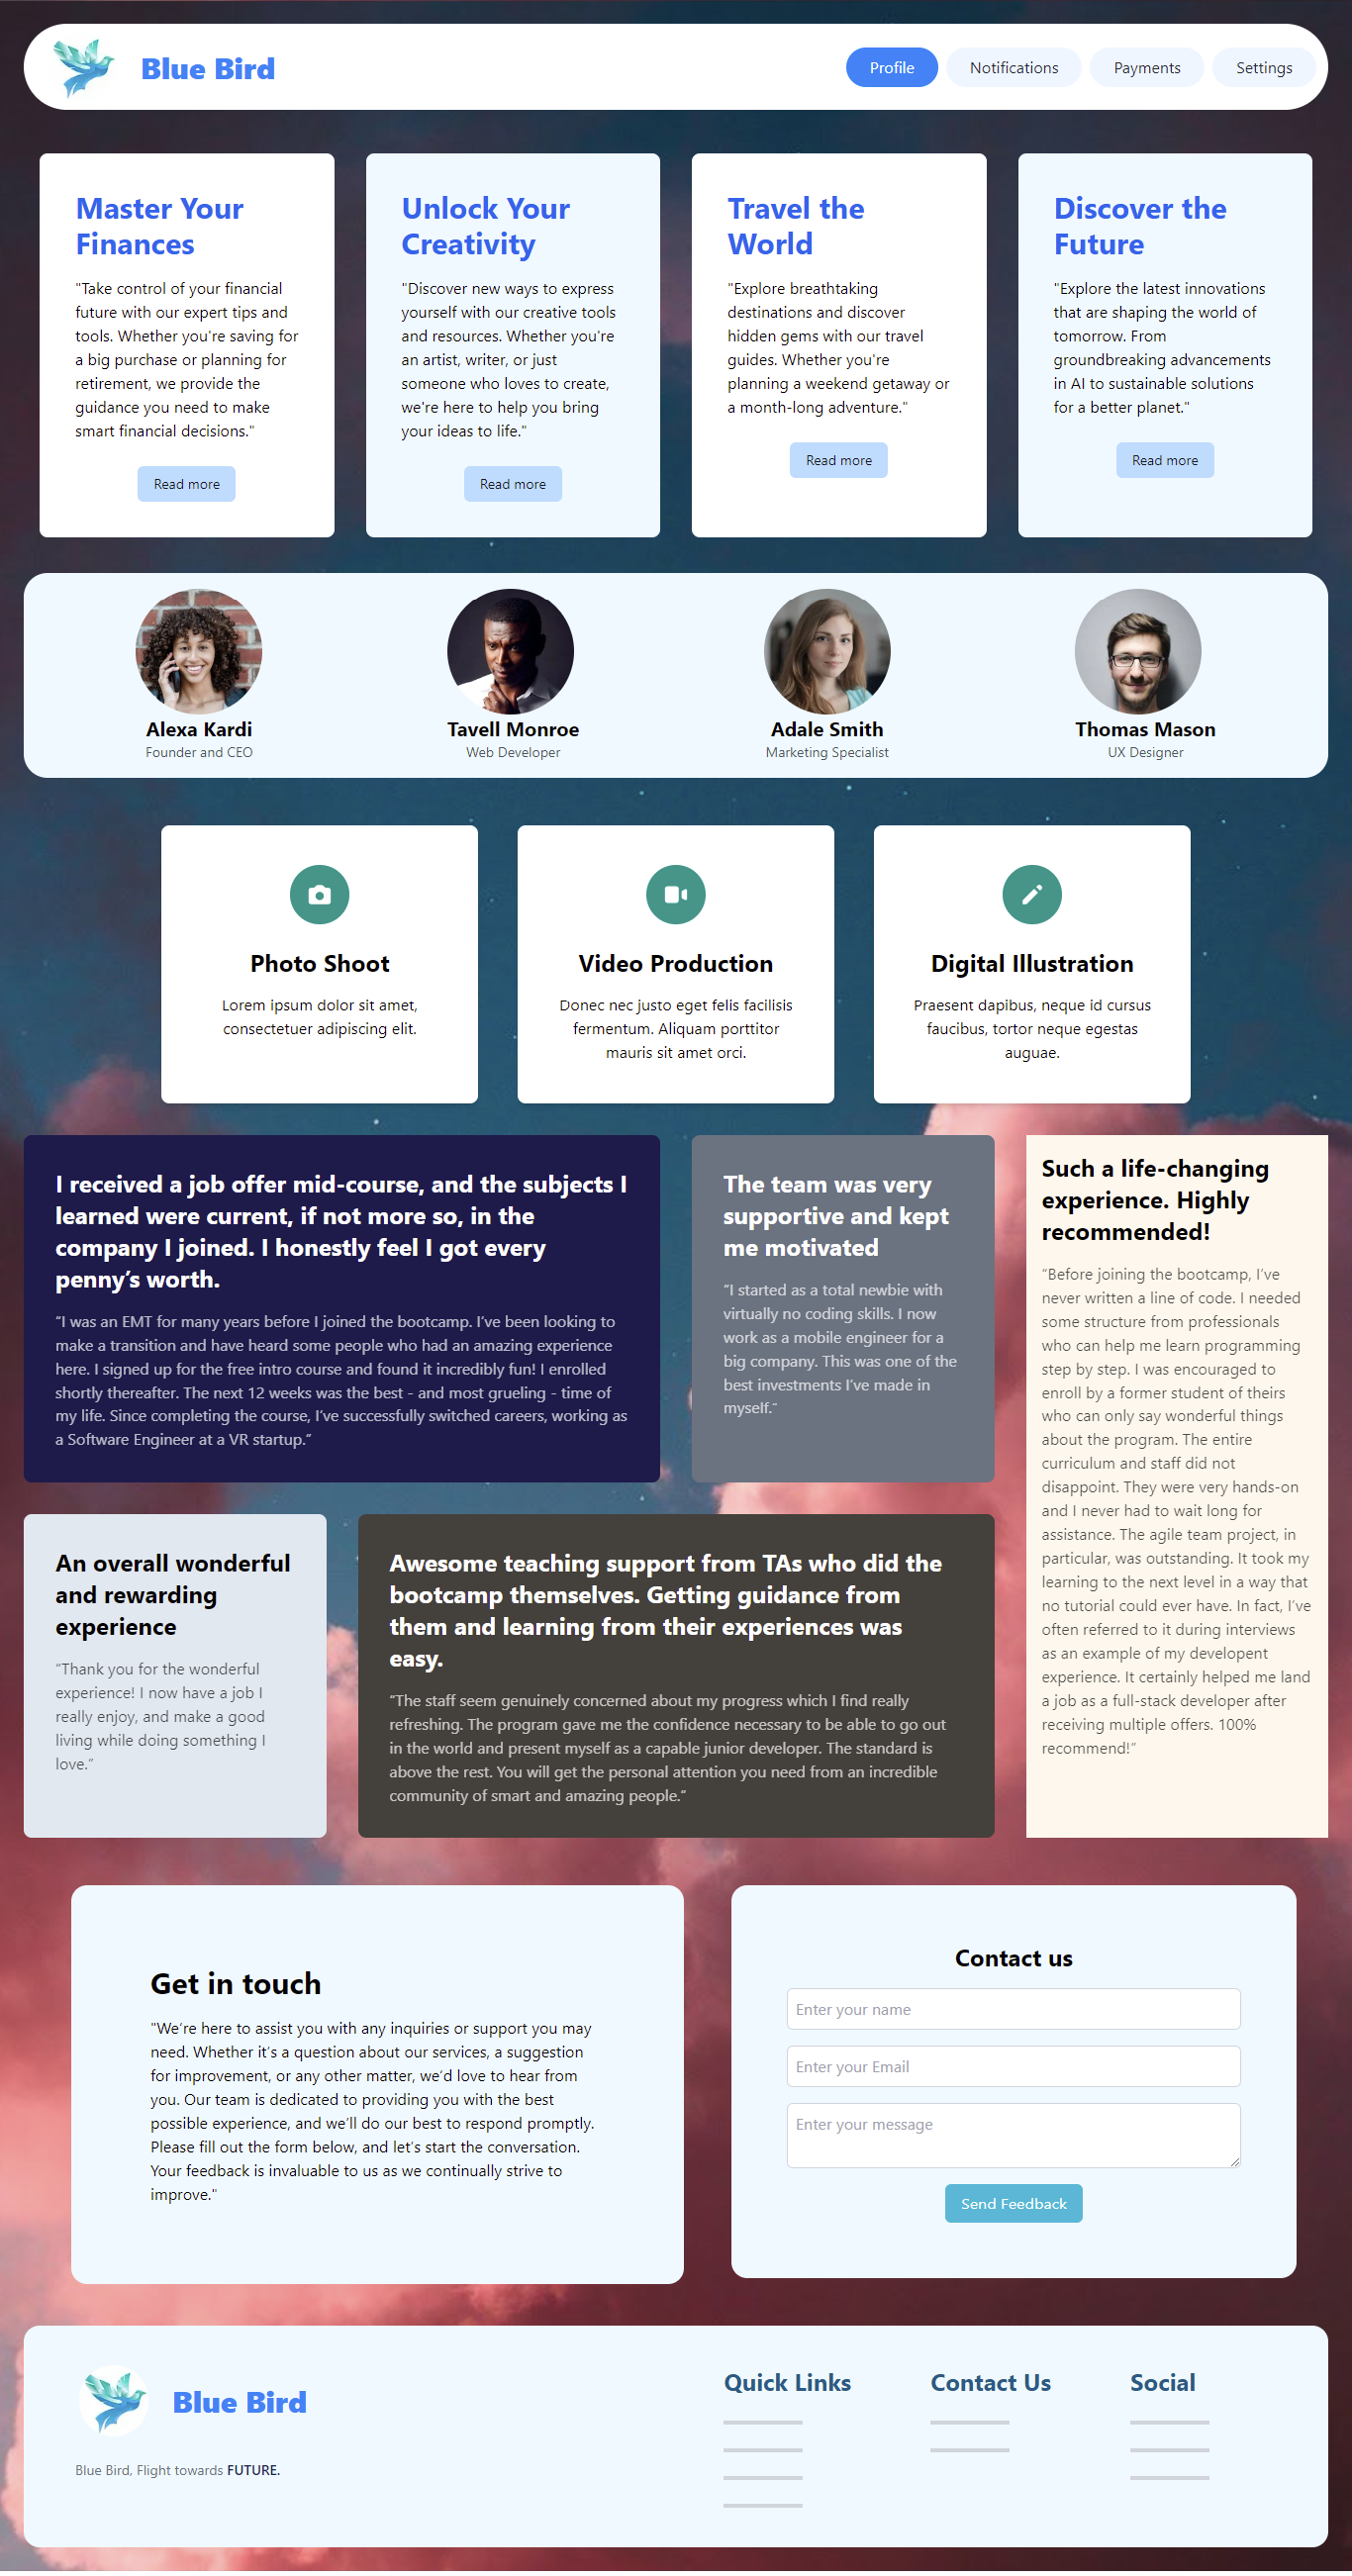 Blue Bird
Profile
Notifications
Payments
Settings
Master Your
Finances
"Take control of your financial
future with our expert tips and
tools. Whether you're saving for
a big purchase or planning for
retirement, we provide the
guidance you need to make
smart financial decisions."
Read more
Unlock Your
Creativity
"Discover new ways to express
yourself with our creative tools
and resources. Whether you're
an artist, writer, or just
someone who loves to create,
we're here to help you bring
your ideas to life."
Read more
Travel the
World
"Explore breathtaking
destinations and discover
hidden gems with our travel
guides. Whether you're
planning a weekend getaway or
a month-long adventure."
Read more
Discover the
Future
"Explore the latest innovations
that are shaping the world of
tomorrow. From
groundbreaking advancements
in AI to sustainable solutions
for a better planet."
Read more
Alexa Kardi
Founder and CEO
Tavell Monroe
Web Developer
Adale Smith
Marketing Specialist
Thomas Mason
UX Designer
Photo Shoot
Lorem ipsum dolor sit amet,
consectetuer adipiscing elit.
Video Production
Donec nec justo eget felis facilisis
fermentum. Aliquam porttitor
mauris sit amet orci.
Digital Illustration
Praesent dapibus, neque id cursus
faucibus, tortor neque egestas
auguae.
I received a job offer mid-course, and the subjects I
learned were current, if not more so, in the
company I joined. I honestly feel I got every
penny’s worth.
“I was an EMT for many years before I joined the bootcamp. I’ve been looking to
make a transition and have heard some people who had an amazing experience
here. I signed up for the free intro course and found it incredibly fun! I enrolled
shortly thereafter. The next 12 weeks was the best - and most grueling - time of
my life. Since completing the course, I’ve successfully switched careers, working as
a Software Engineer at a VR startup.”
The team was very
supportive and kept
me motivated
“I started as a total newbie with
virtually no coding skills. I now
work as a mobile engineer for a
big company. This was one of the
best investments I’ve made in
myself.”
Such a life-changing
experience. Highly
recommended!
“Before joining the bootcamp, I’ve
never written a line of code. I needed
some structure from professionals
who can help me learn programming
step by step. I was encouraged to
enroll by a former student of theirs
who can only say wonderful things
about the program. The entire
curriculum and staff did not
disappoint. They were very hands-on
and I never had to wait long for
assistance. The agile team project, in
particular, was outstanding. It took my
learning to the next level in a way that
no tutorial could ever have. In fact, I’ve
often referred to it during interviews
as an example of my developent
experience. It certainly helped me land
a job as a full-stack developer after
receiving multiple offers. 100%
recommend!”
An overall wonderful
and rewarding
experience
“Thank you for the wonderful
experience! I now have a job I
really enjoy, and make a good
living while doing something I
love.”
Awesome teaching support from TAs who did the
bootcamp themselves. Getting guidance from
them and learning from their experiences was
easy.
“The staff seem genuinely concerned about my progress which I find really
refreshing. The program gave me the confidence necessary to be able to go out
in the world and present myself as a capable junior developer. The standard is
above the rest. You will get the personal attention you need from an incredible
community of smart and amazing people.”
Get in touch
"We’re here to assist you with any inquiries or support you may
need. Whether it’s a question about our services, a suggestion
for improvement, or any other matter, we’d love to hear from
you. Our team is dedicated to providing you with the best
possible experience, and we’ll do our best to respond promptly.
Please fill out the form below, and let’s start the conversation.
Your feedback is invaluable to us as we continually strive to
improve."
Contact us
Enter your name
Enter your Email
Enter your message
Send Feedback
Blue Bird
Blue Bird, Flight towards FUTURE.
Quick Links
Contact Us
Social